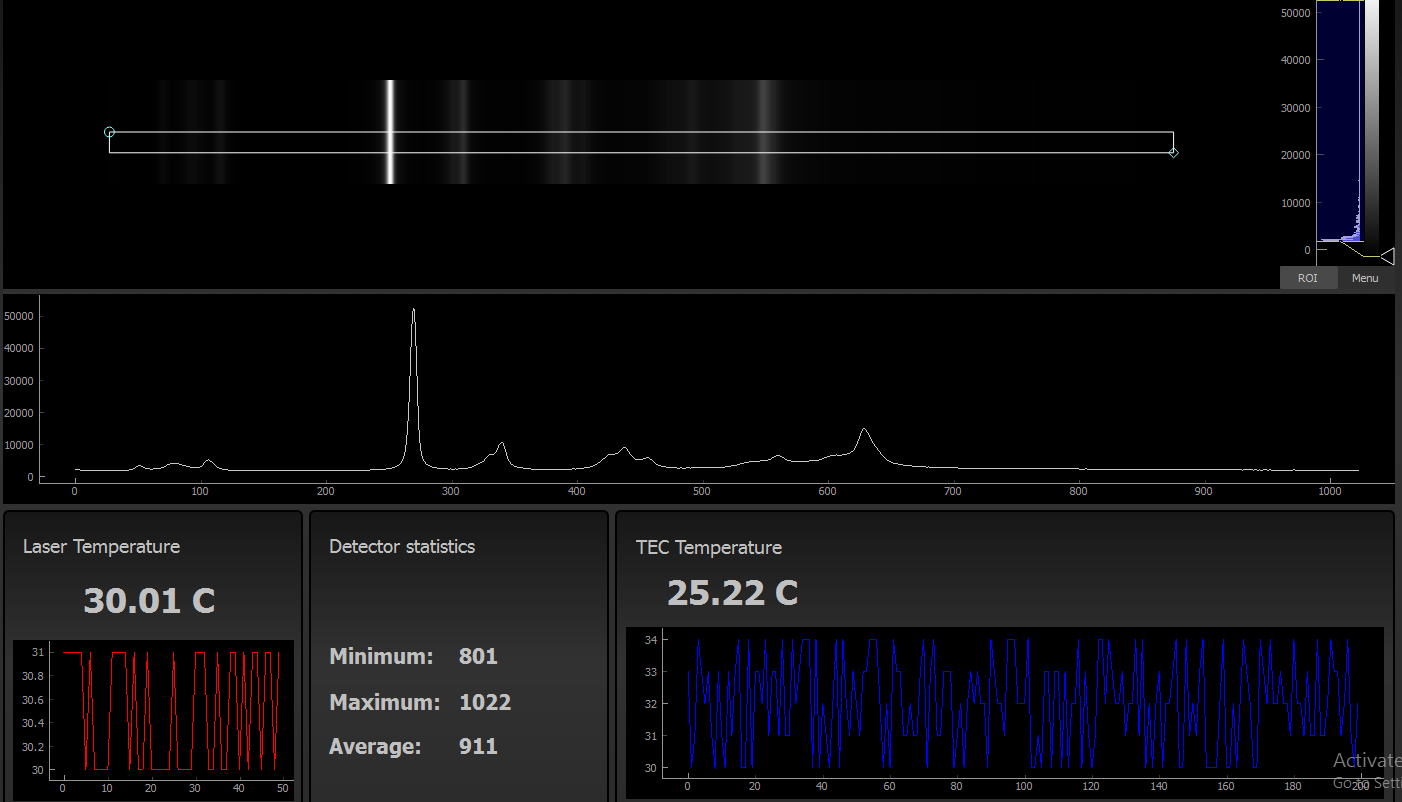 50000
40000
30000
20000
10000
0
ROI Menu
50000
40000
30000
20000
10000
0
0 100 200 300 400 500 600 700 800 900 1000
Laser Temperature
30.01 C
31
30.8
30.6
30.4
30.2
30
0 10 20 30 40 50
Detector statistics
Minimum: 801
Maximum: 1022
Average: 911
TEC Temperature
25.22 C
34
33
32
31
30
0 20 40 60 80 100 120 140 160 180 200
Activate
Go to Setti